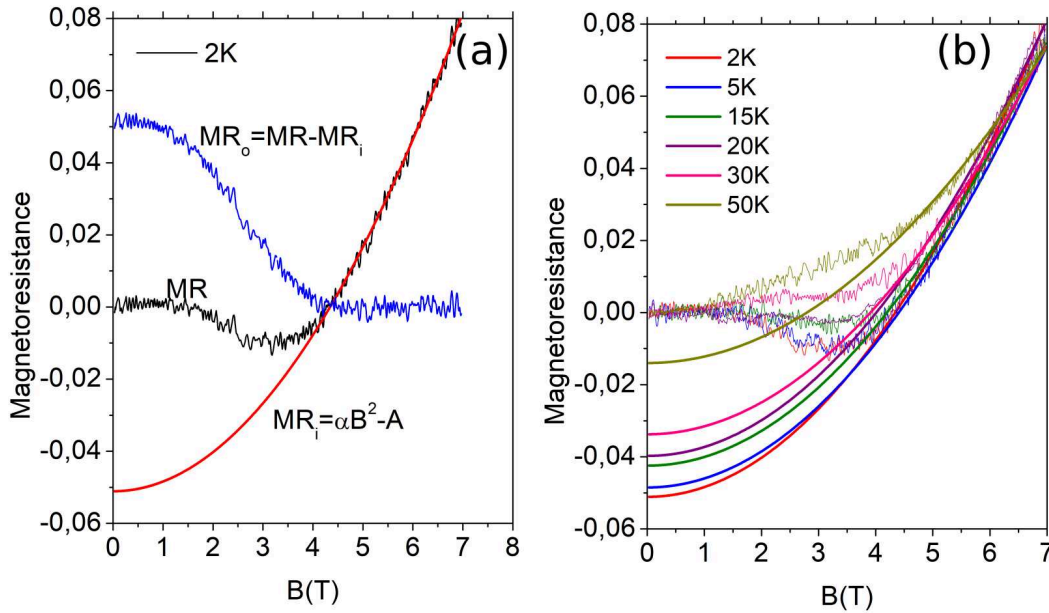 (a)
2K
MRₒ=MR-MRᵢ
MR
MRᵢ=αB²-A
0,08
0,06
0,04
0,02
0,00
-0,02
-0,04
-0,06
Magnetoresistance
0 1 2 3 4 5 6 7 8
B(T)
(b)
2K
5K
15K
20K
30K
50K
0,08
0,06
0,04
0,02
0,00
-0,02
-0,04
-0,06
Magnetoresistance
0 1 2 3 4 5 6 7
B(T)